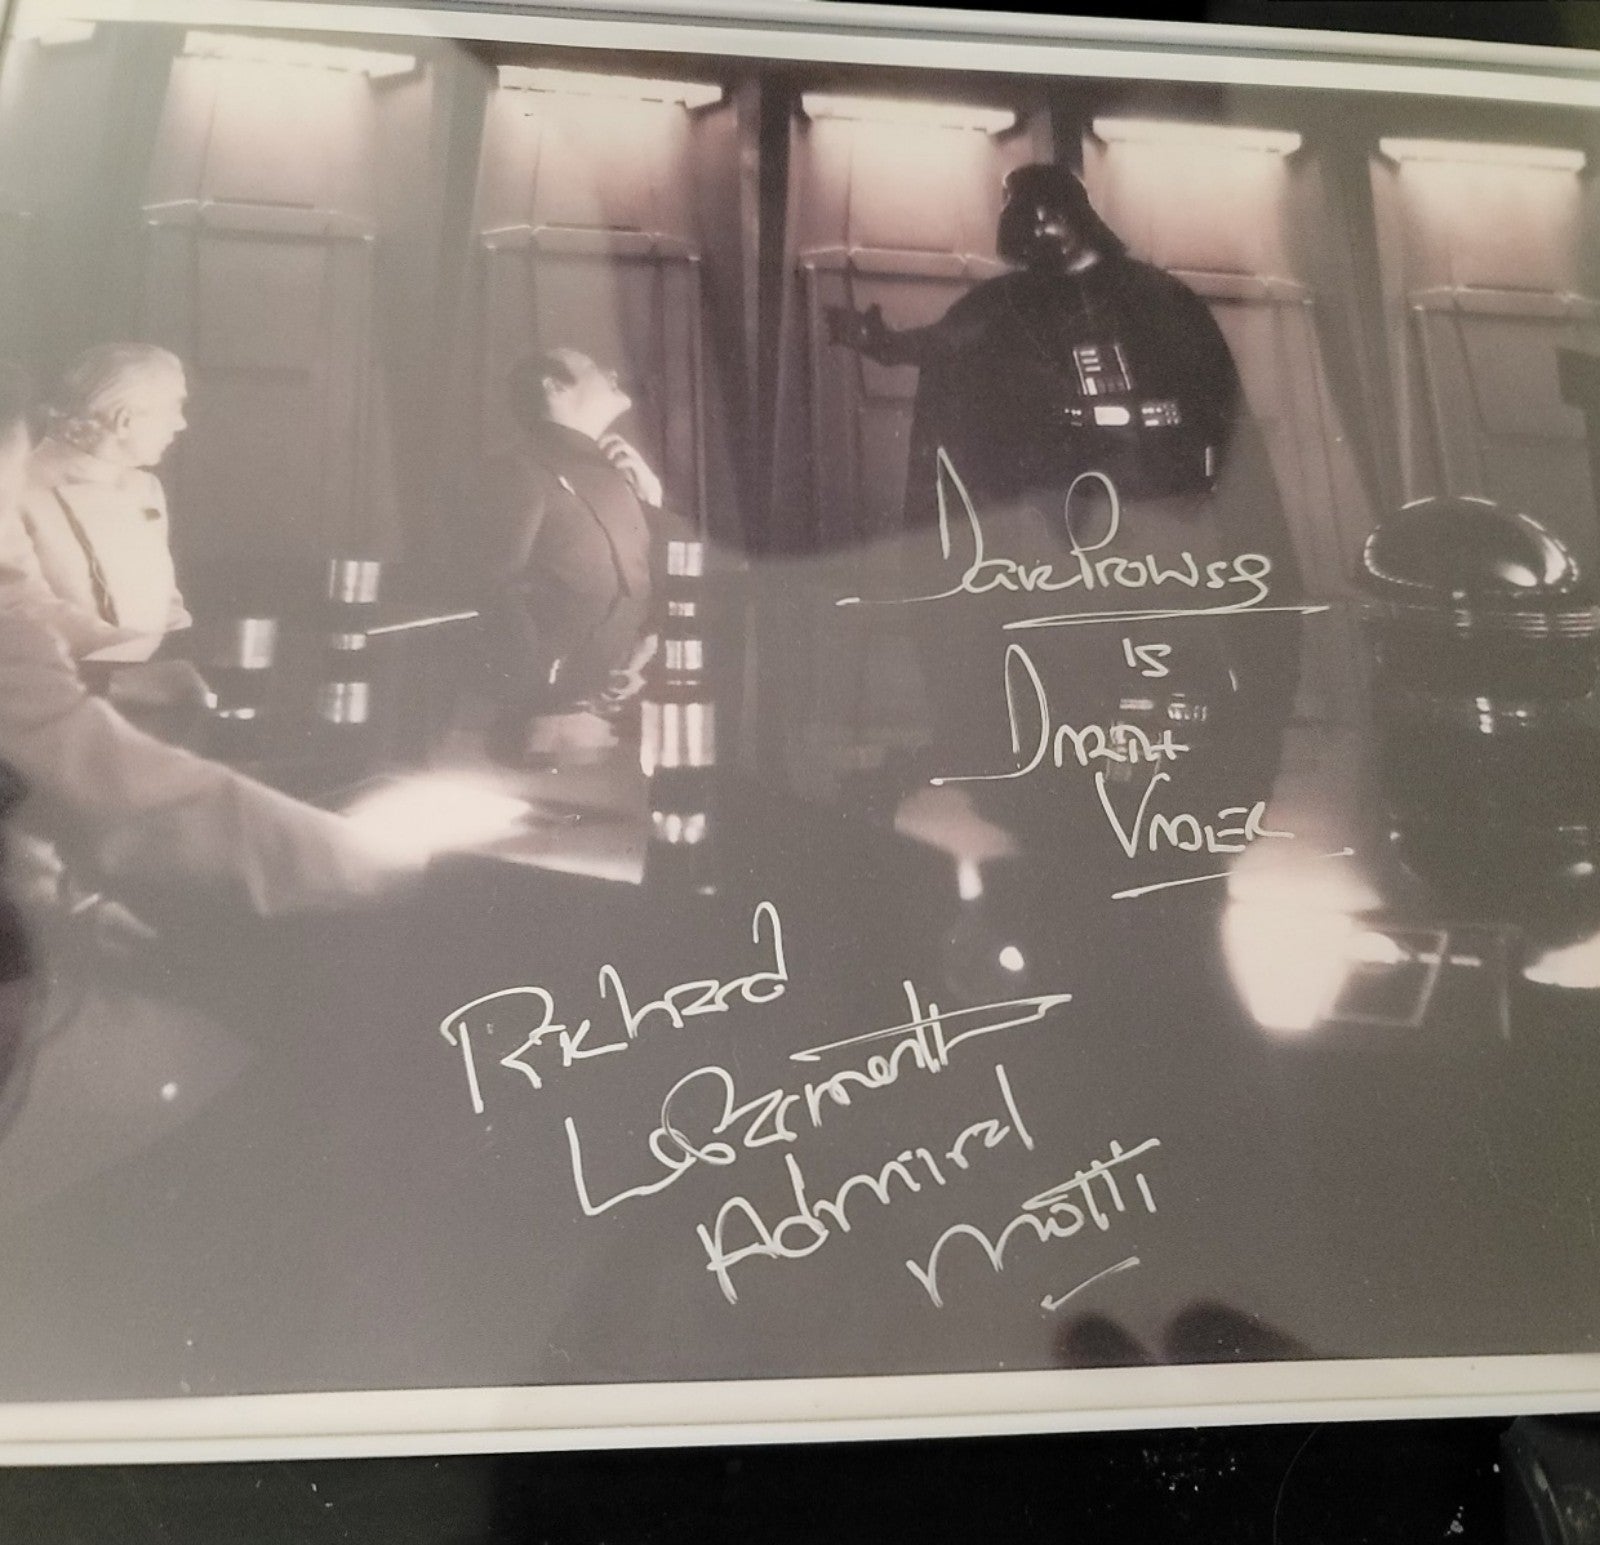 Dave Prowse
is
Darth
Vader
Richard
LeParmentier
Admiral
Motti